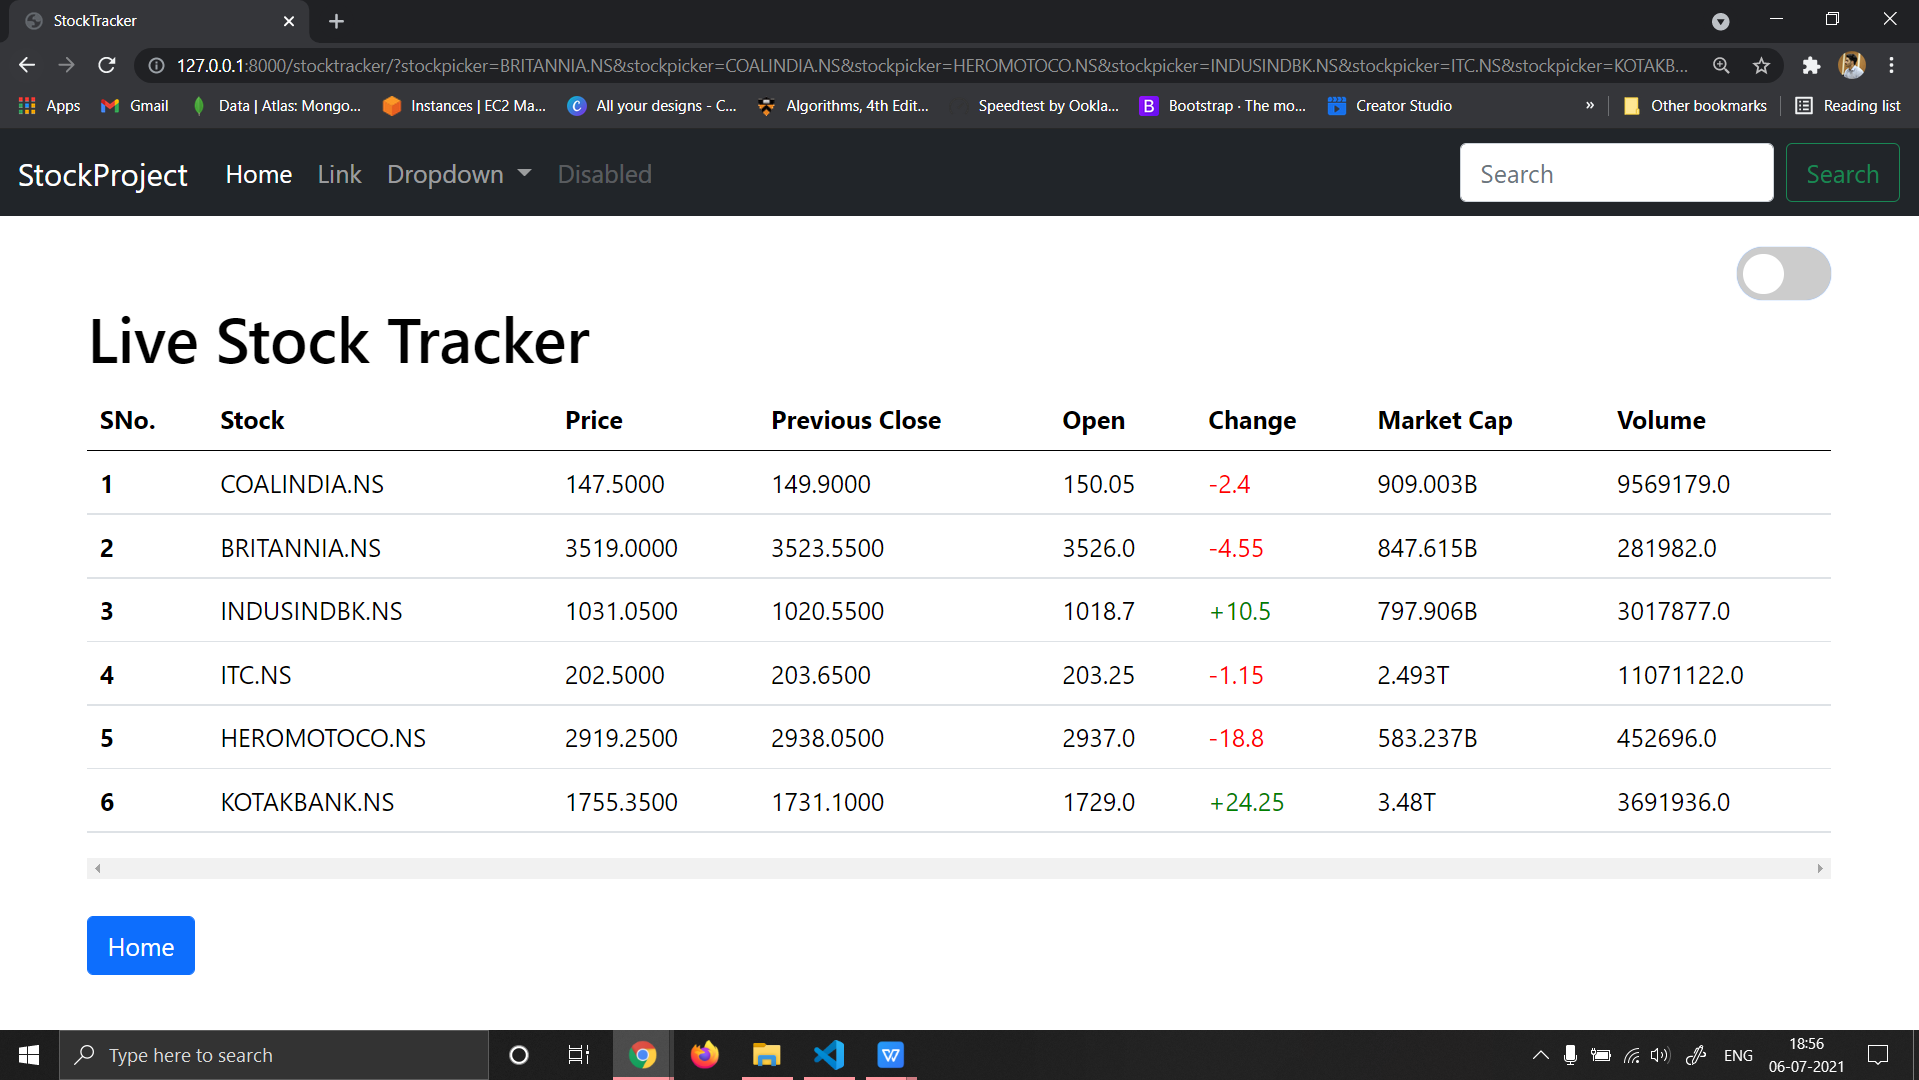 StockTracker
127.0.0.1:8000/stocktracker/?stockpicker=BRITANNIA.NS&stockpicker=COALINDIA.NS&stockpicker=HEROMOTOCO.NS&stockpicker=INDUSINDBK.NS&stockpicker=ITC.NS&stockpicker=KOTAKB...
Apps Gmail Data | Atlas: Mongo... Instances | EC2 Ma... All your designs - C... Algorithms, 4th Edit... Speedtest by Ookla... Bootstrap · The mo... Creator Studio » Other bookmarks Reading list
StockProject Home Link Dropdown Disabled Search Search
Live Stock Tracker
SNo. Stock Price Previous Close Open Change Market Cap Volume
1 COALINDIA.NS 147.5000 149.9000 150.05 -2.4 909.003B 9569179.0
2 BRITANNIA.NS 3519.0000 3523.5500 3526.0 -4.55 847.615B 281982.0
3 INDUSINDBK.NS 1031.0500 1020.5500 1018.7 +10.5 797.906B 3017877.0
4 ITC.NS 202.5000 203.6500 203.25 -1.15 2.493T 11071122.0
5 HEROMOTOCO.NS 2919.2500 2938.0500 2937.0 -18.8 583.237B 452696.0
6 KOTAKBANK.NS 1755.3500 1731.1000 1729.0 +24.25 3.48T 3691936.0
Home
Type here to search
ENG
18:56
06-07-2021